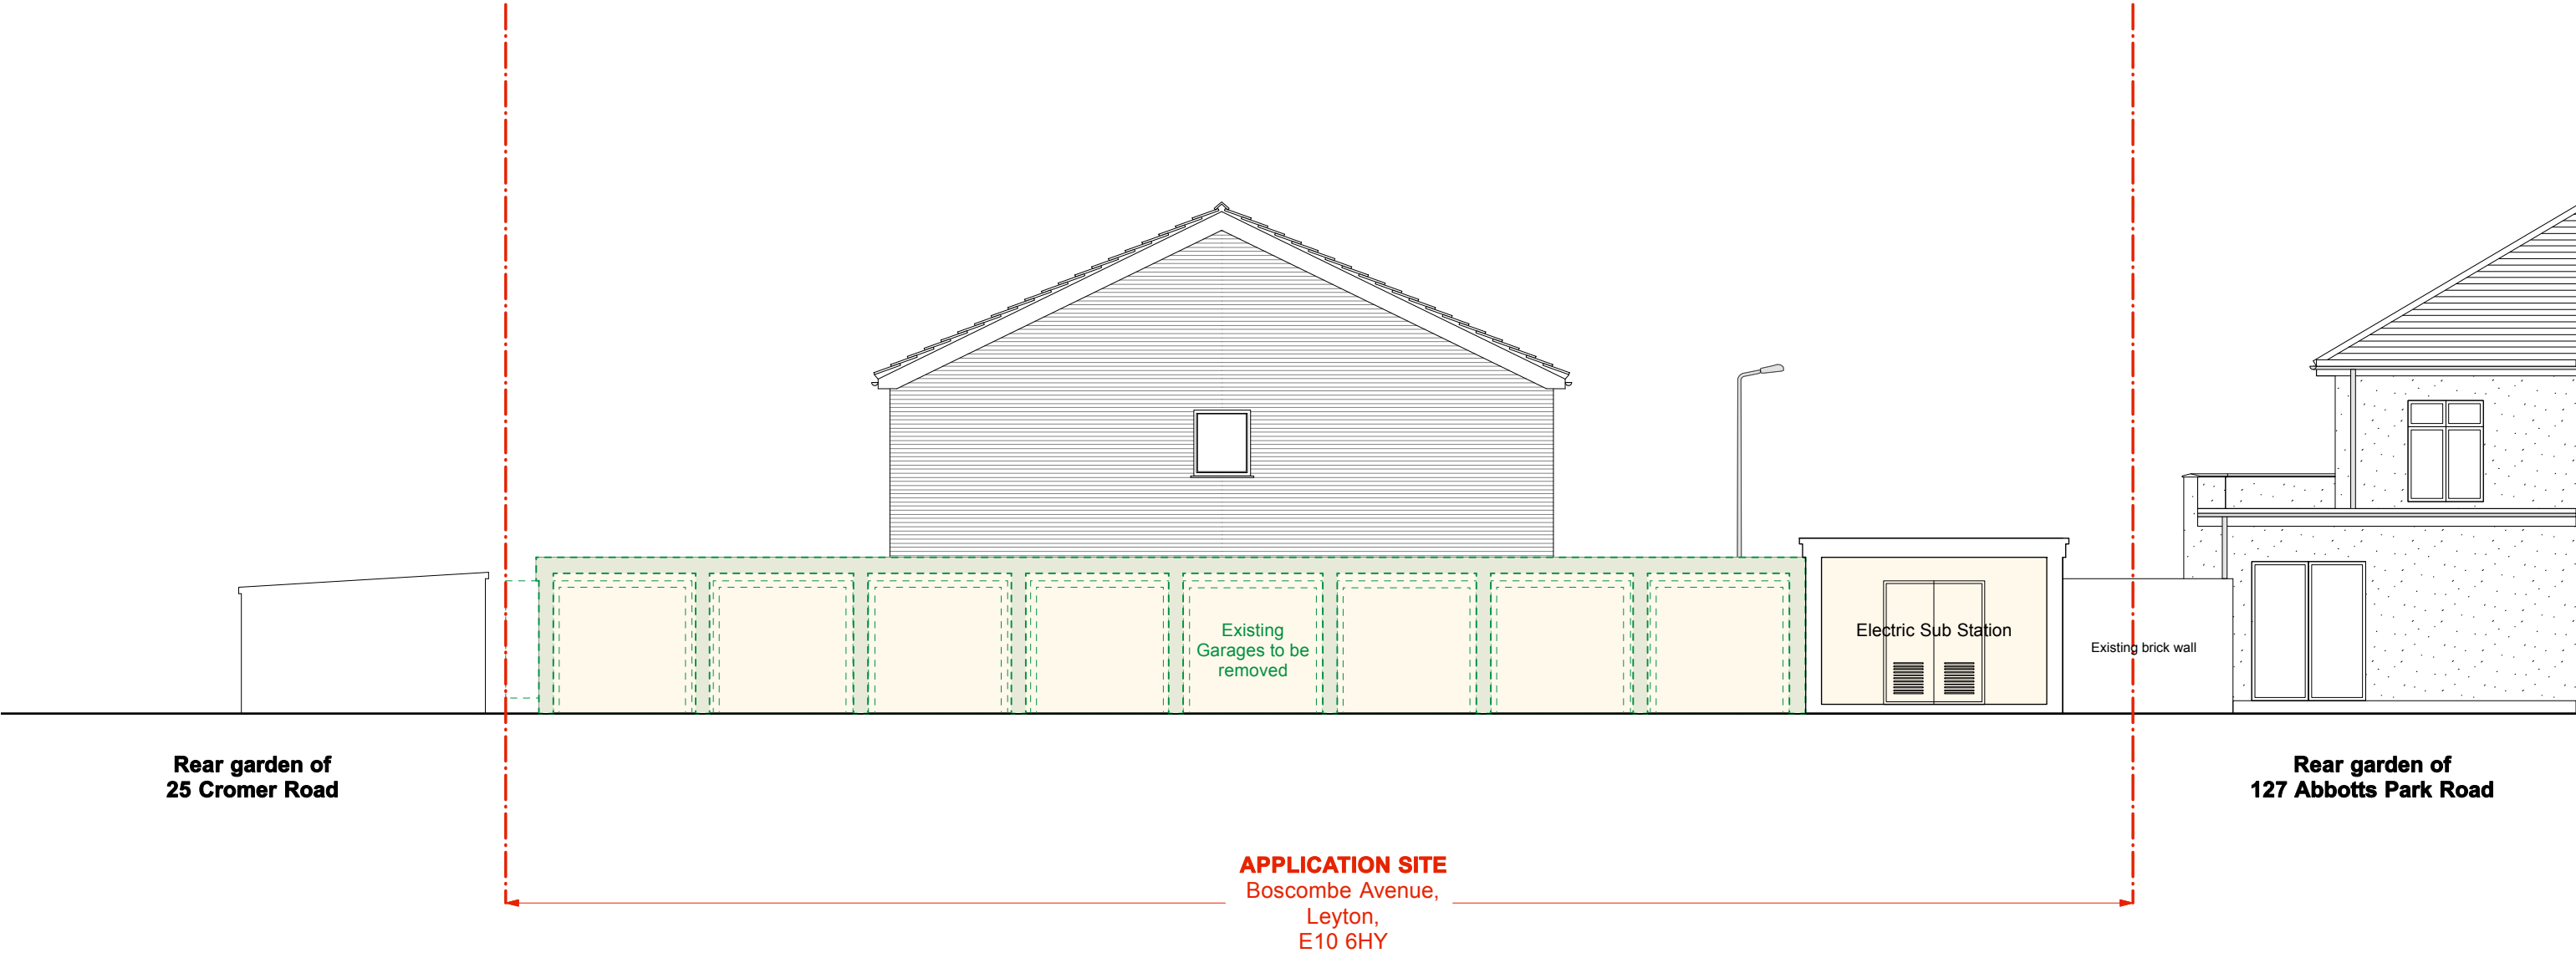 Existing
Garages to be
removed
Electric Sub Station
Existing brick wall
Rear garden of
25 Cromer Road
Rear garden of
127 Abbotts Park Road
APPLICATION SITE
Boscombe Avenue,
Leyton,
E10 6HY